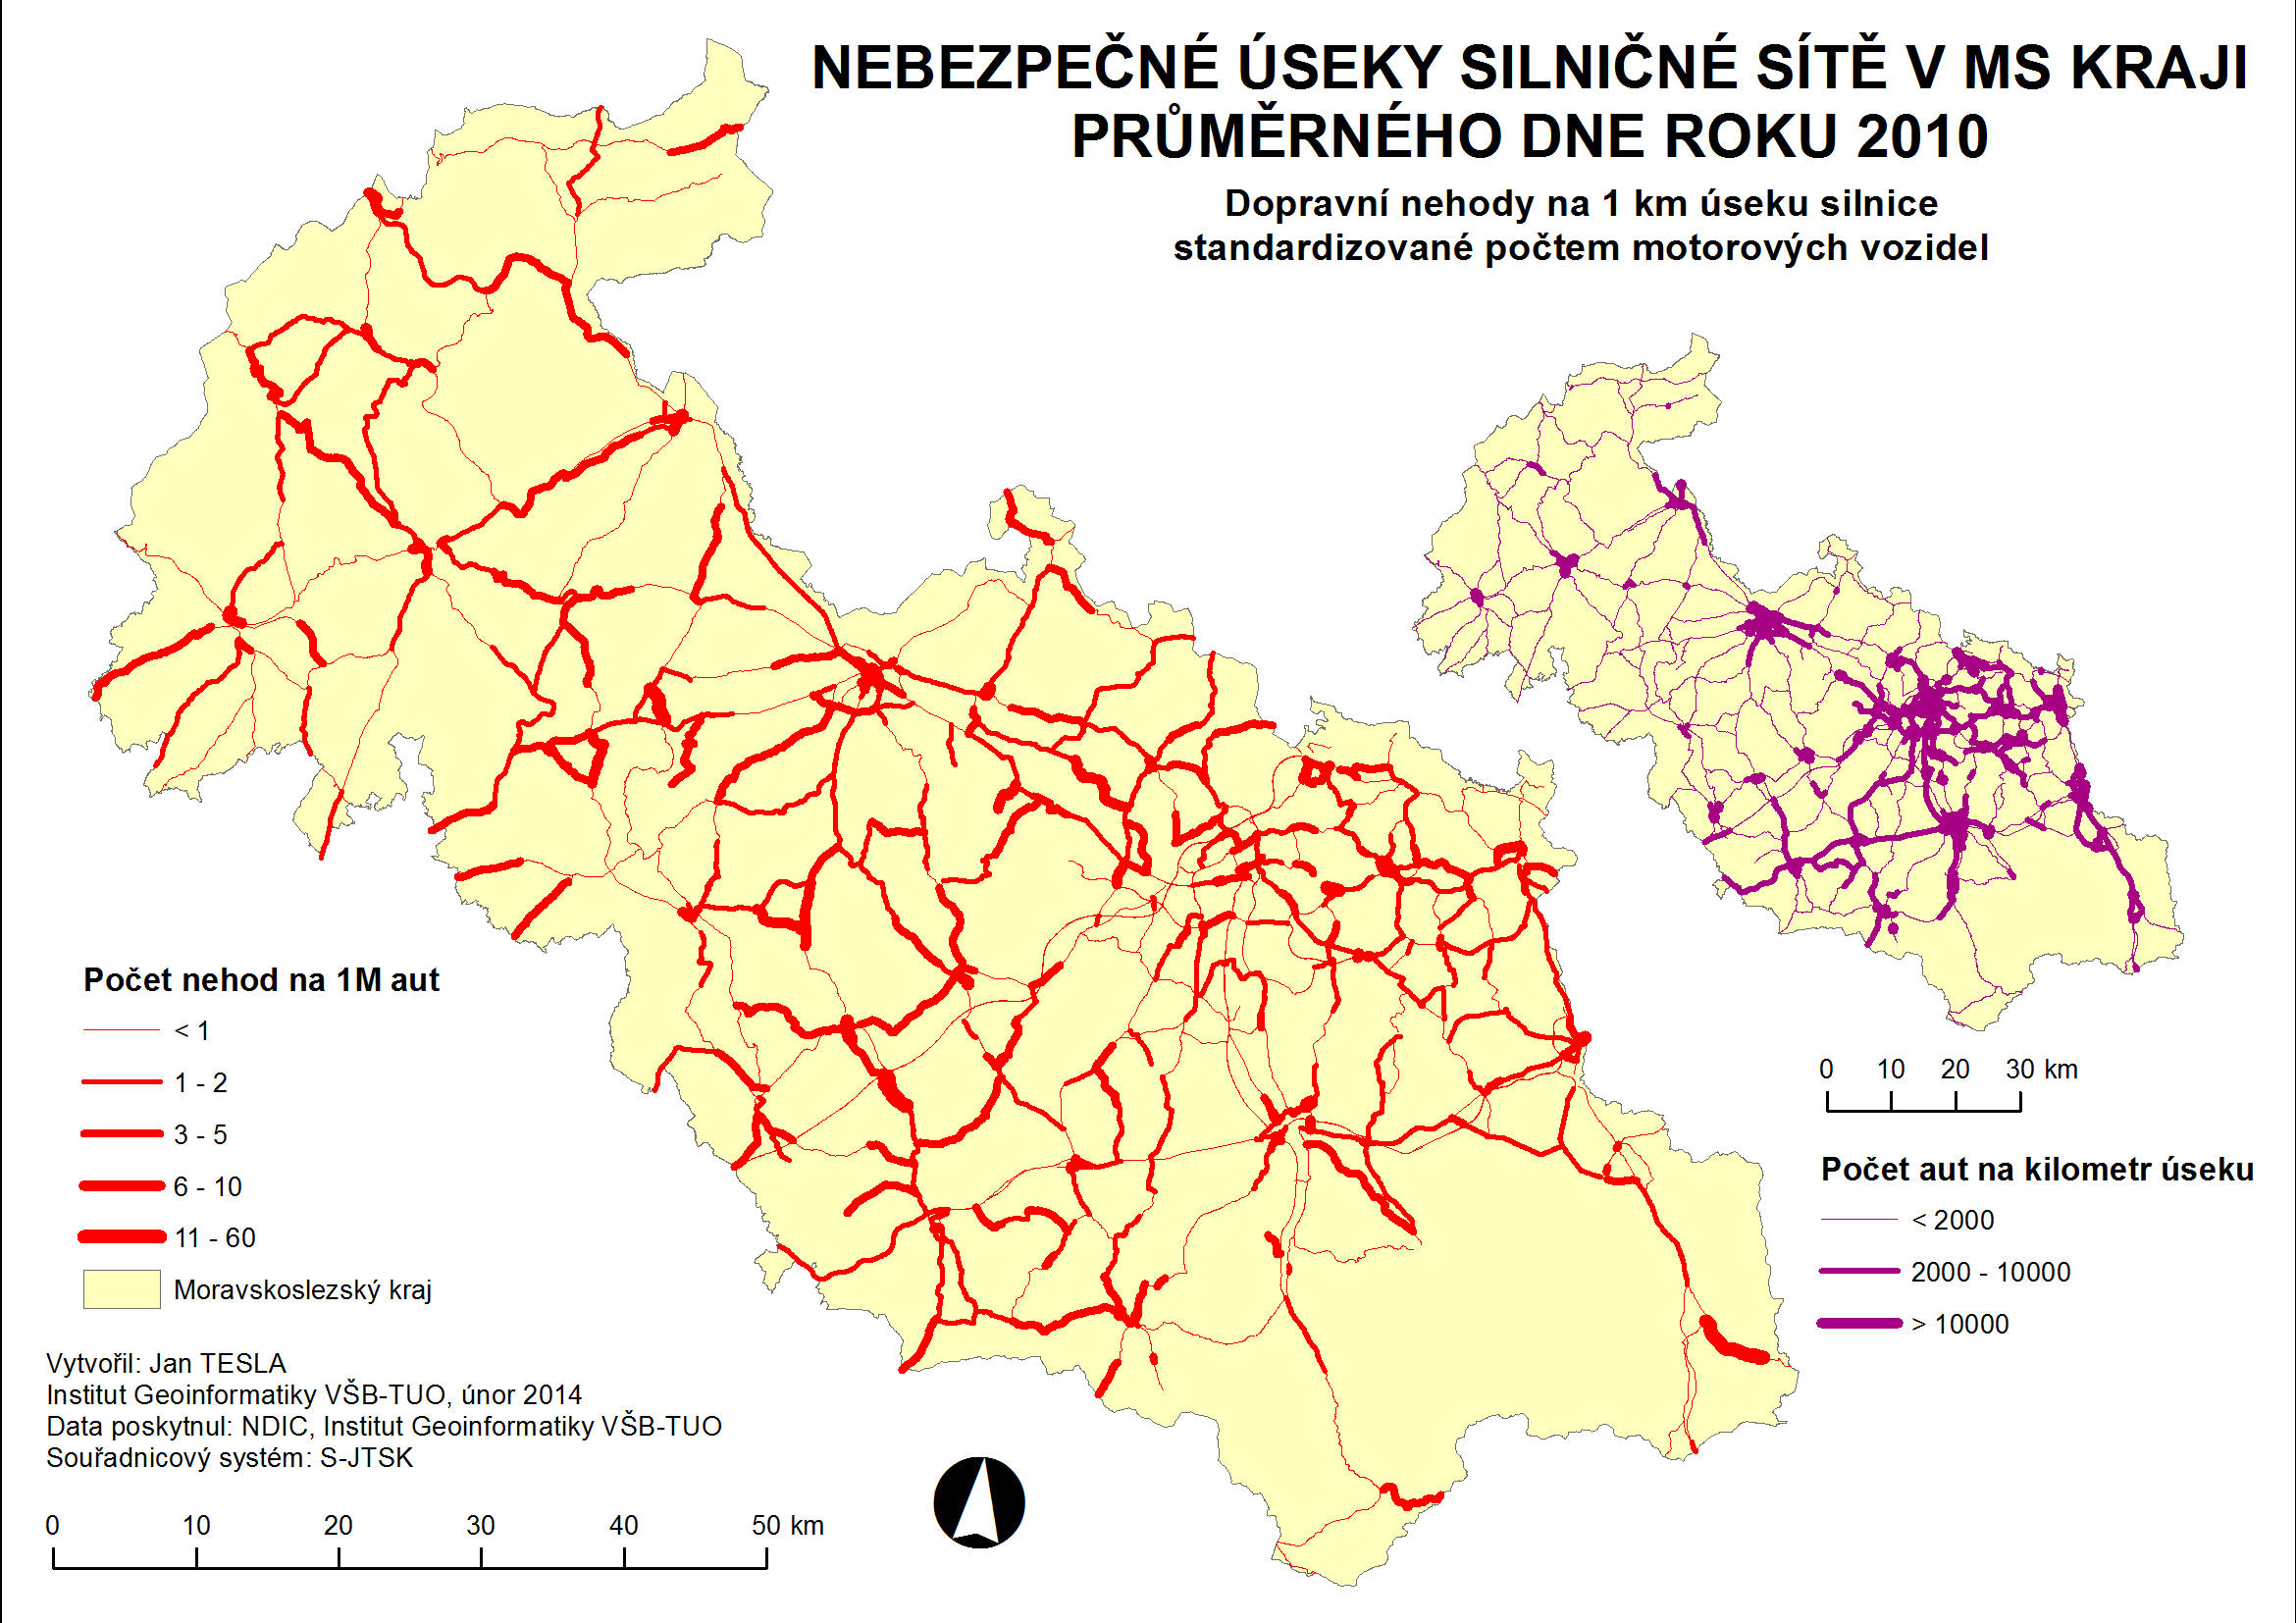 NEBEZPEČNÉ ÚSEKY SILNIČNÉ SÍTĚ V MS KRAJI
PRŮMĚRNÉHO DNE ROKU 2010
Dopravní nehody na 1 km úseku silnice
standardizované počtem motorových vozidel
Počet nehod na 1M aut
< 1
1 - 2
3 - 5
6 - 10
11 - 60
Moravskoslezský kraj
Vytvořil: Jan TESLA
Institut Geoinformatiky VŠB-TUO, únor 2014
Data poskytnul: NDIC, Institut Geoinformatiky VŠB-TUO
Souřadnicový systém: S-JTSK
0 10 20 30 40 50 km
0 10 20 30 km
Počet aut na kilometr úseku
< 2000
2000 - 10000
> 10000